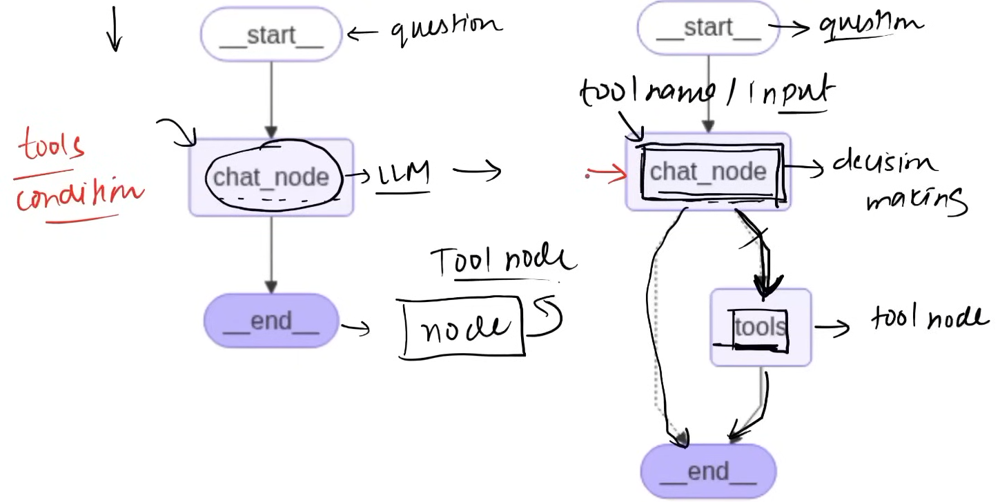 __start__
question
tools
condition
chat_node
LLM
__end__
Tool node
node
__start__
question
tool name / input
chat_node
decision
making
tools
tool node
__end__